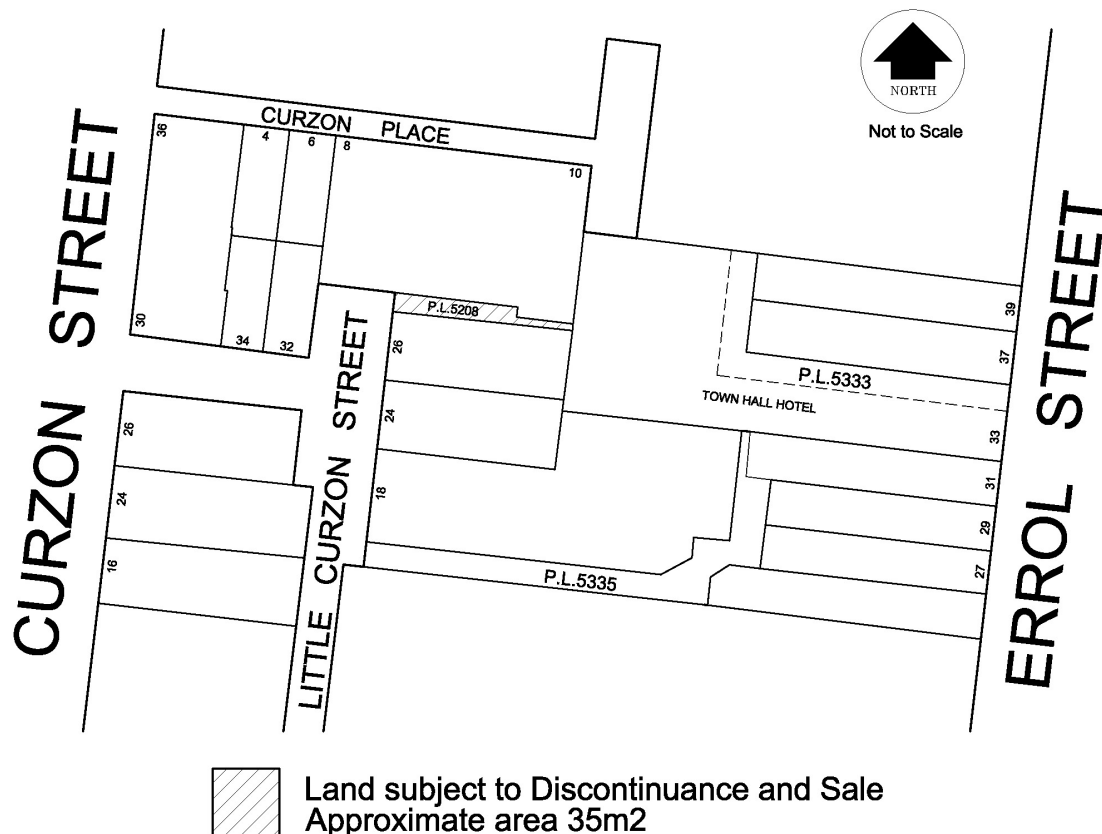 NORTH
Not to Scale
CURZON PLACE
36
4
6
8
10
30
34
32
CURZON STREET
P.L.5208
26
24
18
26
24
16
LITTLE CURZON STREET
P.L.5333
TOWN HALL HOTEL
P.L.5335
39
37
33
31
29
27
ERROL STREET
Land subject to Discontinuance and Sale
Approximate area 35m2